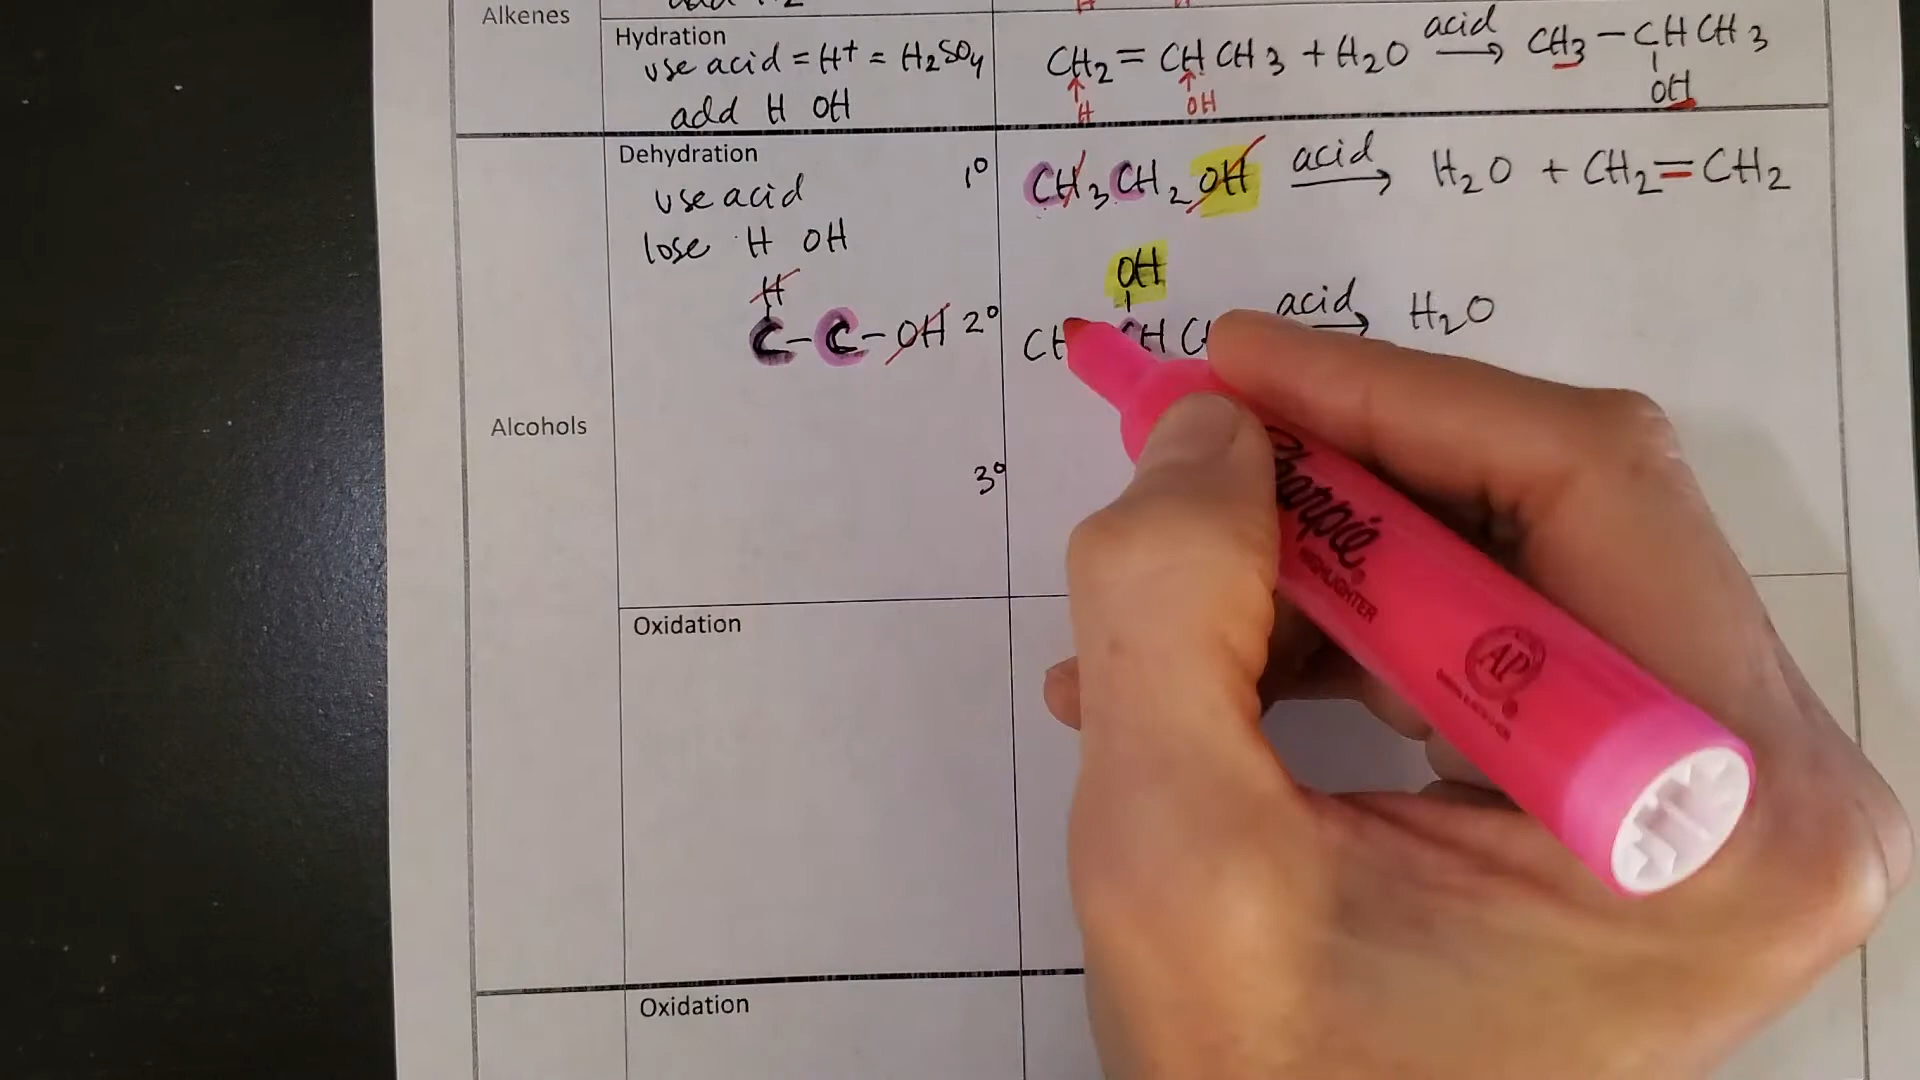 Alkenes
Hydration
use acid = H+ = H2SO4
add H OH
CH2 = CH CH3 + H2O acid → CH3 - CH CH3
OH
↑ ↑
H OH
Alcohols
Dehydration
use acid
lose H OH
H
C - C - OH
1°
CH3 CH2 OH acid → H2O + CH2 = CH2
2°
OH
acid → H2O
3°
Oxidation
Oxidation
Sharpie
HIGHLIGHTER
AP